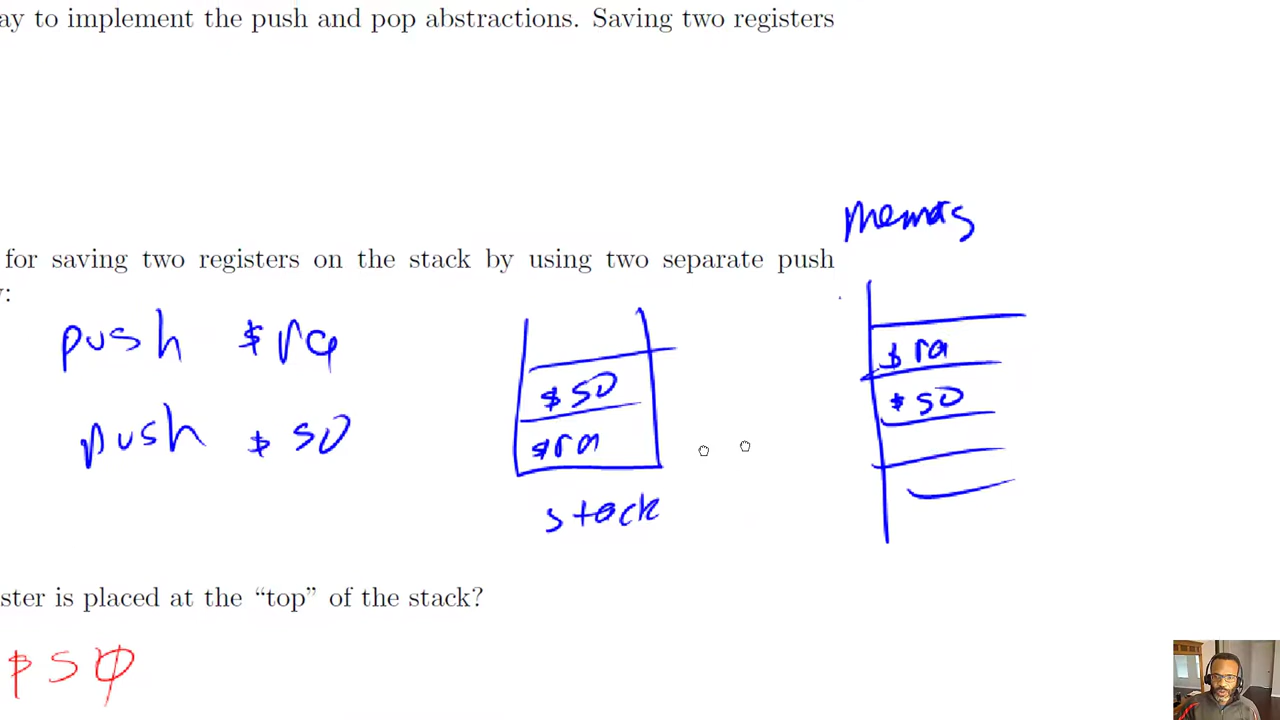 ay to implement the push and pop abstractions. Saving two registers
for saving two registers on the stack by using two separate push
y:
push $ra
push $s0
$s0
$ra
stack
$ra
$s0
ster is placed at the "top" of the stack?
$s0